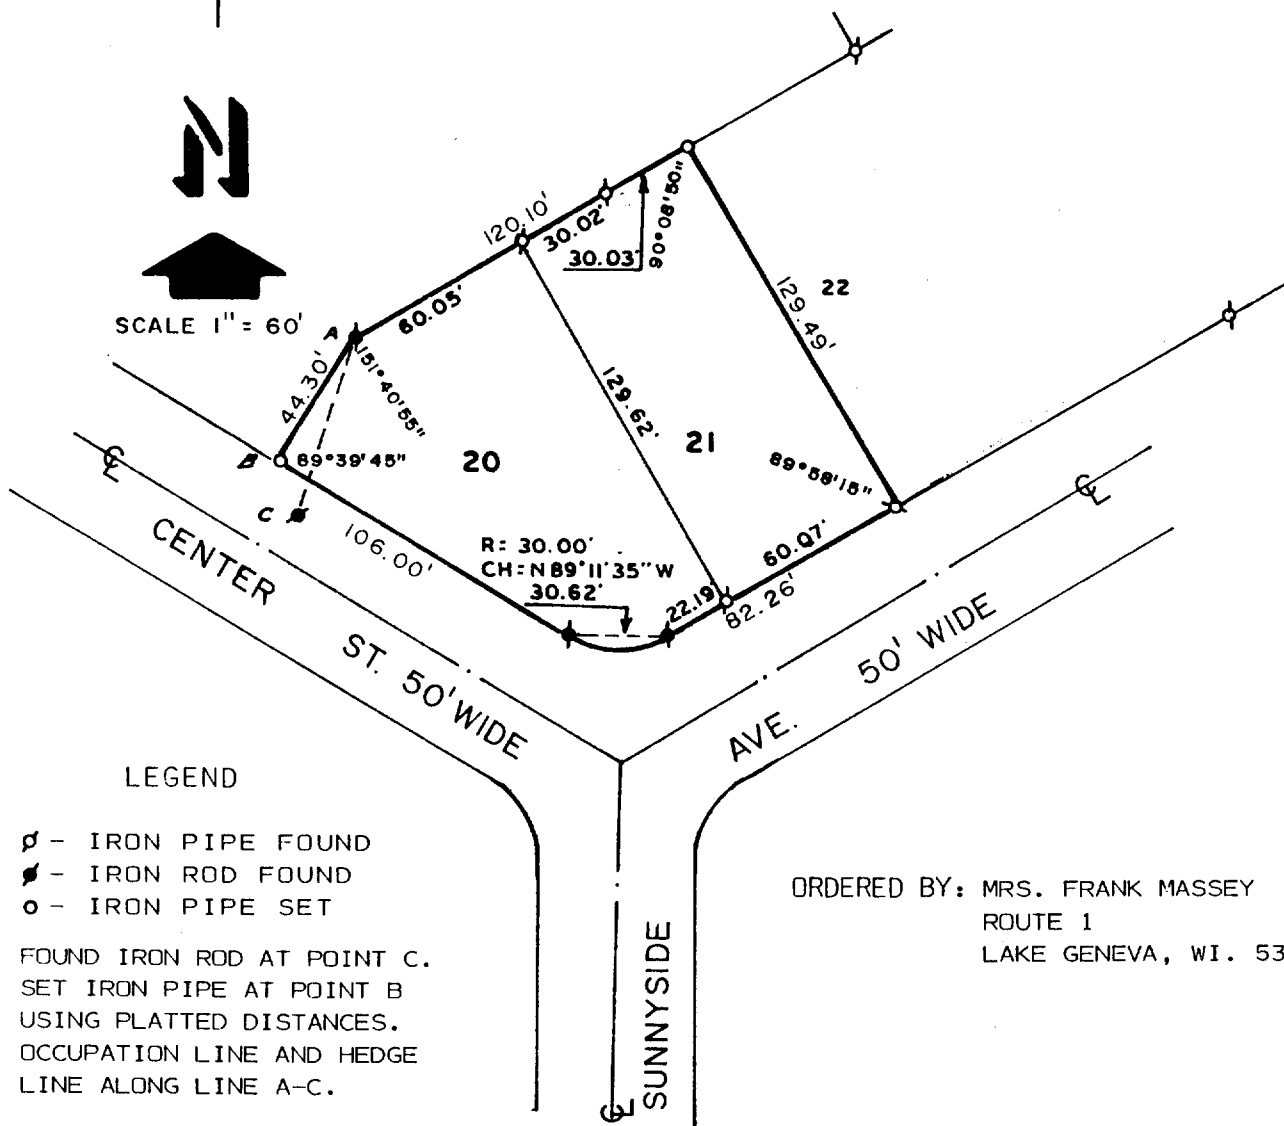 N
SCALE 1" = 60'
120.10'
30.02'
30.03'
90°08'50"
60.05'
A
44.30'
151°40'55"
B
89°39'45"
C
20
129.62'
21
129.49'
22
89°58'15"
106.00'
R: 30.00'
CH: N 89°11'35" W
30.62'
22.19'
60.07'
82.26'
CENTER ST. 50' WIDE
SUNNYSIDE AVE. 50' WIDE
℄
℄
℄
LEGEND
- IRON PIPE FOUND
- IRON ROD FOUND
o - IRON PIPE SET
FOUND IRON ROD AT POINT C.
SET IRON PIPE AT POINT B
USING PLATTED DISTANCES.
OCCUPATION LINE AND HEDGE
LINE ALONG LINE A-C.
ORDERED BY: MRS. FRANK MASSEY
ROUTE 1
LAKE GENEVA, WI. 53